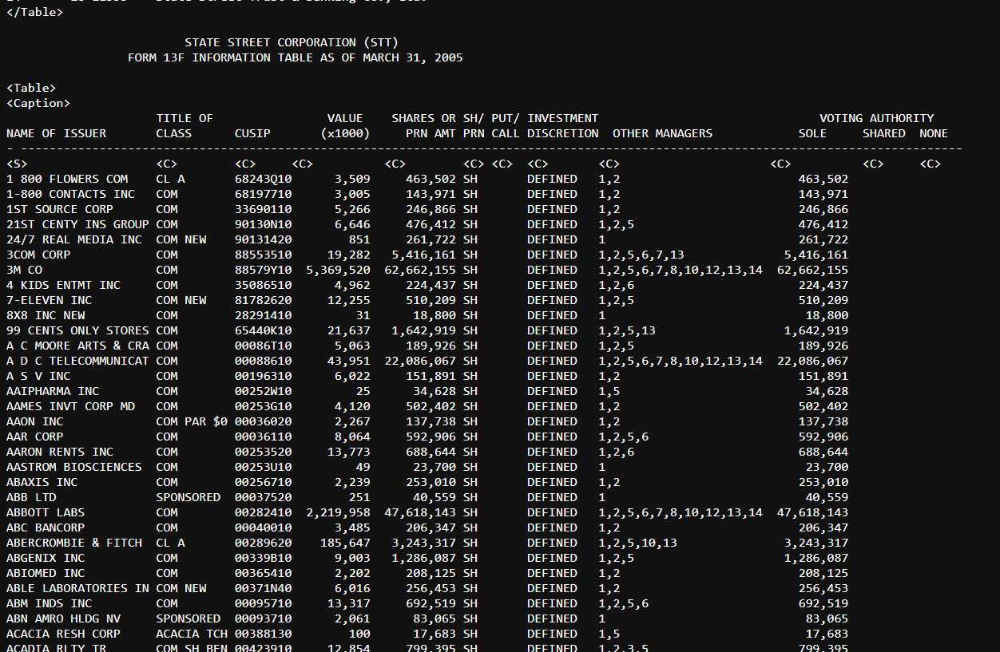 </Table>
STATE STREET CORPORATION (STT)
FORM 13F INFORMATION TABLE AS OF MARCH 31, 2005
<Table>
<Caption>
TITLE OF VALUE SHARES OR SH/ PUT/ INVESTMENT VOTING AUTHORITY
NAME OF ISSUER CLASS CUSIP (x1000) PRN AMT PRN CALL DISCRETION OTHER MANAGERS SOLE SHARED NONE
- ------------------------------------------------------------------------------------------------------------------------------------
<S> <C> <C> <C> <C> <C> <C> <C> <C> <C> <C> <C>
1 800 FLOWERS COM CL A 68243Q10 3,509 463,502 SH DEFINED 1,2 463,502
1-800 CONTACTS INC COM 68197710 3,005 143,971 SH DEFINED 1,2 143,971
1ST SOURCE CORP COM 33690110 5,266 246,866 SH DEFINED 1,2 246,866
21ST CENTY INS GROUP COM 90130N10 6,646 476,412 SH DEFINED 1,2,5 476,412
24/7 REAL MEDIA INC COM NEW 90131420 851 261,722 SH DEFINED 1 261,722
3COM CORP COM 88553510 19,282 5,416,161 SH DEFINED 1,2,5,6,7,13 5,416,161
3M CO COM 88579Y10 5,369,520 62,662,155 SH DEFINED 1,2,5,6,7,8,10,12,13,14 62,662,155
4 KIDS ENTMT INC COM 35086510 4,962 224,437 SH DEFINED 1,2,6 224,437
7-ELEVEN INC COM NEW 81782620 12,255 510,209 SH DEFINED 1,2,5 510,209
8X8 INC NEW COM 28291410 31 18,800 SH DEFINED 1 18,800
99 CENTS ONLY STORES COM 65440K10 21,637 1,642,919 SH DEFINED 1,2,5,13 1,642,919
A C MOORE ARTS & CRA COM 00086T10 5,063 189,926 SH DEFINED 1,2,5 189,926
A D C TELECOMMUNICAT COM 00088610 43,951 22,086,067 SH DEFINED 1,2,5,6,7,8,10,12,13,14 22,086,067
A S V INC COM 00196310 6,022 151,891 SH DEFINED 1,2 151,891
AAIPHARMA INC COM 00252W10 25 34,628 SH DEFINED 1,5 34,628
AAMES INVT CORP MD COM 00253G10 4,120 502,402 SH DEFINED 1,2 502,402
AAON INC COM PAR $0 00036020 2,267 137,738 SH DEFINED 1,2 137,738
AAR CORP COM 00036110 8,064 592,906 SH DEFINED 1,2,5,6 592,906
AARON RENTS INC COM 00253520 13,773 688,644 SH DEFINED 1,2,6 688,644
AASTROM BIOSCIENCES COM 00253U10 49 23,700 SH DEFINED 1 23,700
ABAXIS INC COM 00256710 2,239 253,010 SH DEFINED 1,2 253,010
ABB LTD SPONSORED 00037520 251 40,559 SH DEFINED 1 40,559
ABBOTT LABS COM 00282410 2,219,958 47,618,143 SH DEFINED 1,2,5,6,7,8,10,12,13,14 47,618,143
ABC BANCORP COM 00040010 3,485 206,347 SH DEFINED 1,2 206,347
ABERCROMBIE & FITCH CL A 00289620 185,647 3,243,317 SH DEFINED 1,2,5,10,13 3,243,317
ABGENIX INC COM 00339B10 9,003 1,286,087 SH DEFINED 1,2,5 1,286,087
ABIOMED INC COM 00365410 2,202 208,125 SH DEFINED 1,2 208,125
ABLE LABORATORIES IN COM NEW 00371N40 6,016 256,453 SH DEFINED 1,2 256,453
ABM INDS INC COM 00095710 13,317 692,519 SH DEFINED 1,2,5,6 692,519
ABN AMRO HLDG NV SPONSORED 00093710 2,061 83,065 SH DEFINED 1 83,065
ACACIA RESH CORP ACACIA TCH 00388130 100 17,683 SH DEFINED 1,5 17,683
ACADIA RLTY TR COM SH BEN 00423910 12,854 799,395 SH DEFINED 1,2,3,5 799,395